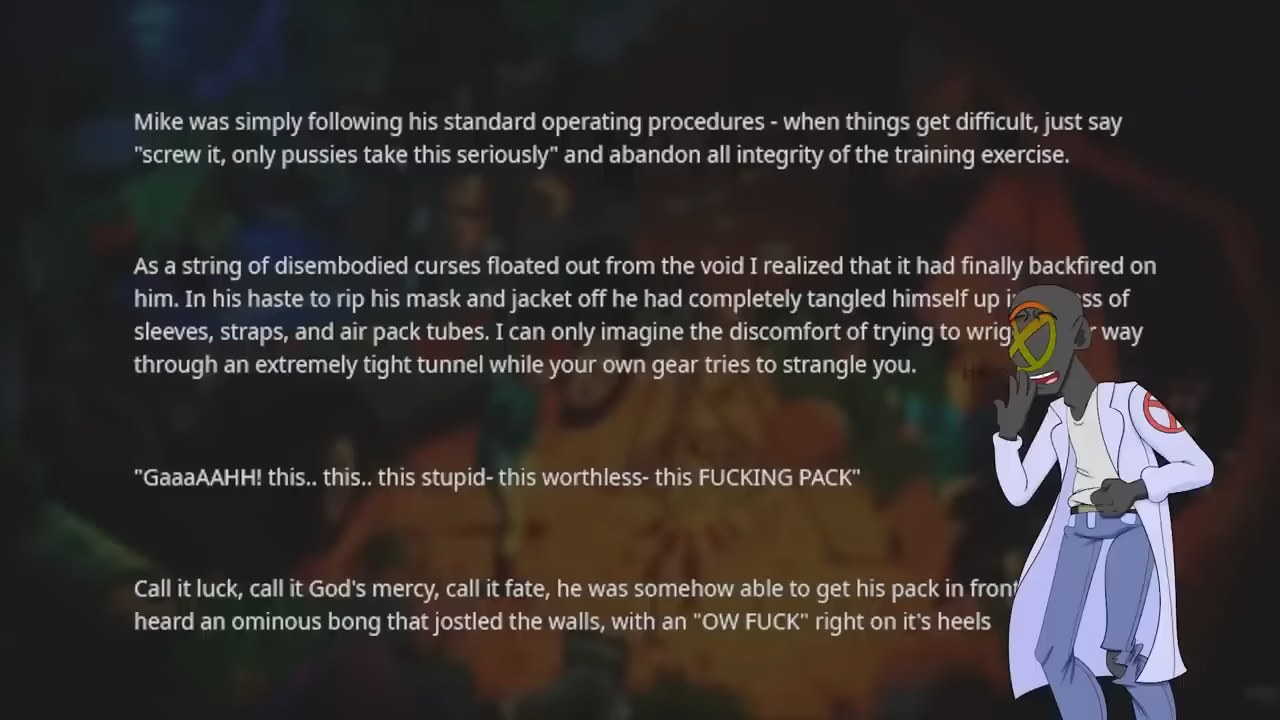 Mike was simply following his standard operating procedures - when things get difficult, just say
"screw it, only pussies take this seriously" and abandon all integrity of the training exercise.
As a string of disembodied curses floated out from the void I realized that it had finally backfired on
him. In his haste to rip his mask and jacket off he had completely tangled himself up of
sleeves, straps, and air pack tubes. I can only imagine the discomfort of trying to way
through an extremely tight tunnel while your own gear tries to strangle you.
"GaaaAAHH! this.. this.. this stupid- this worthless- this FUCKING PACK"
Call it luck, call it God's mercy, call it fate, he was somehow able to get his pack in front
heard an ominous bong that jostled the walls, with an "OW FUCK" right on it's heels